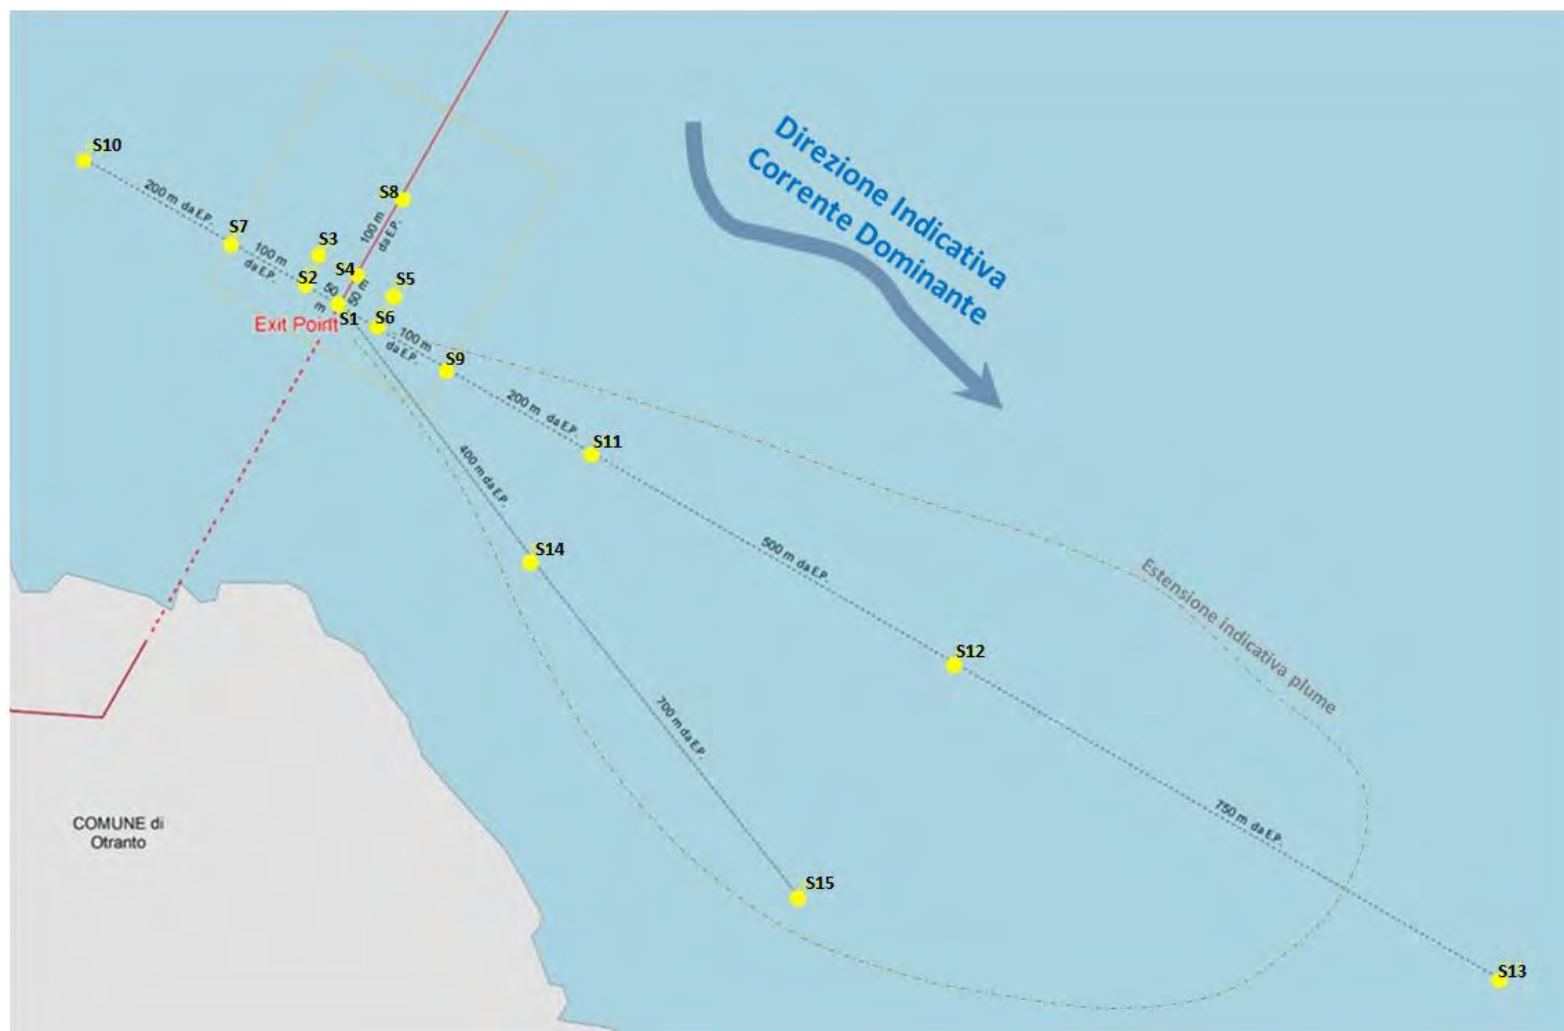 Direzione Indicativa
Corrente Dominante
S10
200 m da E.P.
S8
100 m
da E.P.
S7
S3
100 m
da E.P.
S4
S2
S5
50
m
50
m
S1
S6
Exit Point
100 m
da E.P.
S9
200 m da E.P.
S11
400 m da E.P.
S14
500 m da E.P.
Estensione indicativa plume
S12
700 m da E.P.
750 m da E.P.
COMUNE di
Otranto
S15
S13